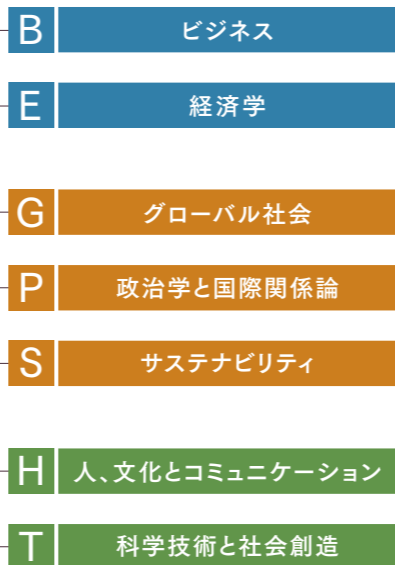 B ビジネス
E 経済学
G グローバル社会
P 政治学と国際関係論
S サステナビリティ
H 人、文化とコミュニケーション
T 科学技術と社会創造